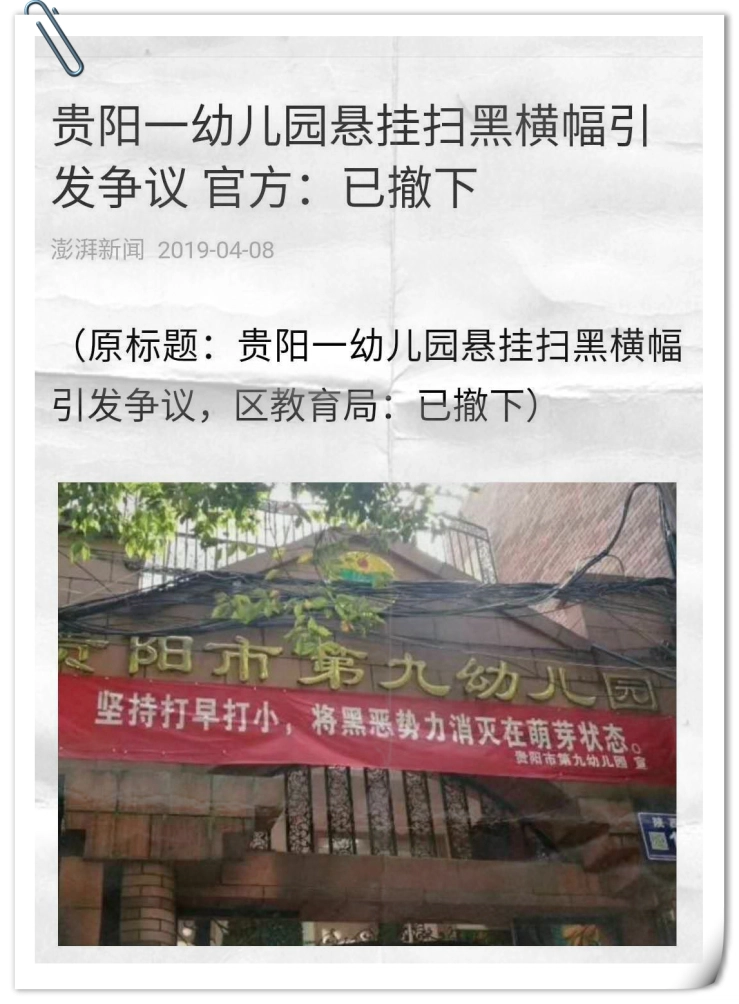 贵阳一幼儿园悬挂扫黑横幅引
发争议 官方：已撤下
澎湃新闻 2019-04-08
（原标题：贵阳一幼儿园悬挂扫黑横幅
引发争议，区教育局：已撤下）
贵阳市第九幼儿园
坚持打早打小，将黑恶势力消灭在萌芽状态。
贵阳市第九幼儿园 宣